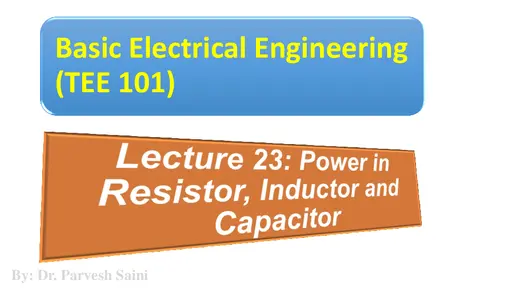 Basic Electrical Engineering
(TEE 101)
Lecture 23: Power in
Resistor, Inductor and
Capacitor
By: Dr. Parvesh Saini